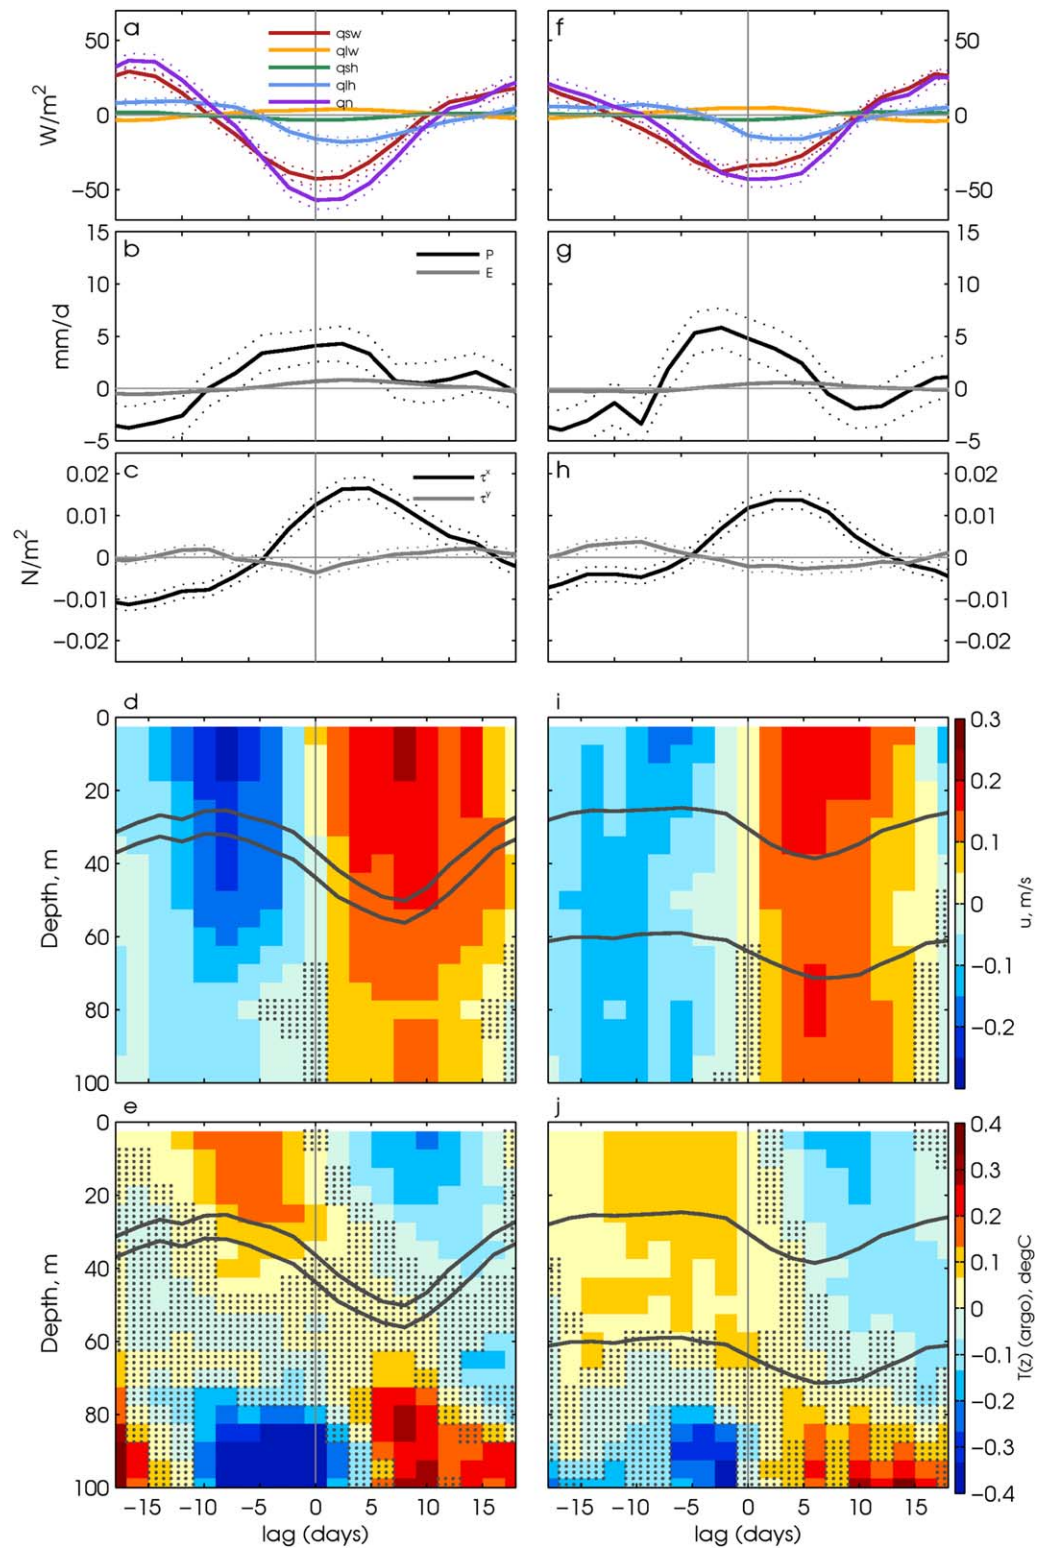 a
f
qsw
qlw
qsh
qlh
qn
50
0
−50
W/m²
50
0
−50
b
g
P
E
15
10
5
0
−5
mm/d
15
10
5
0
−5
c
h
τˣ
τʸ
0.02
0.01
0
−0.01
−0.02
N/m²
0.02
0.01
0
−0.01
−0.02
d
i
0
20
40
60
80
100
Depth, m
0.3
0.2
0.1
0
−0.1
−0.2
u, m/s
e
j
0
20
40
60
80
100
Depth, m
0.4
0.3
0.2
0.1
0
−0.1
−0.2
−0.3
−0.4
T(z) (argo), degC
−15 −10 −5 0 5 10 15
−15 −10 −5 0 5 10 15
lag (days)
lag (days)